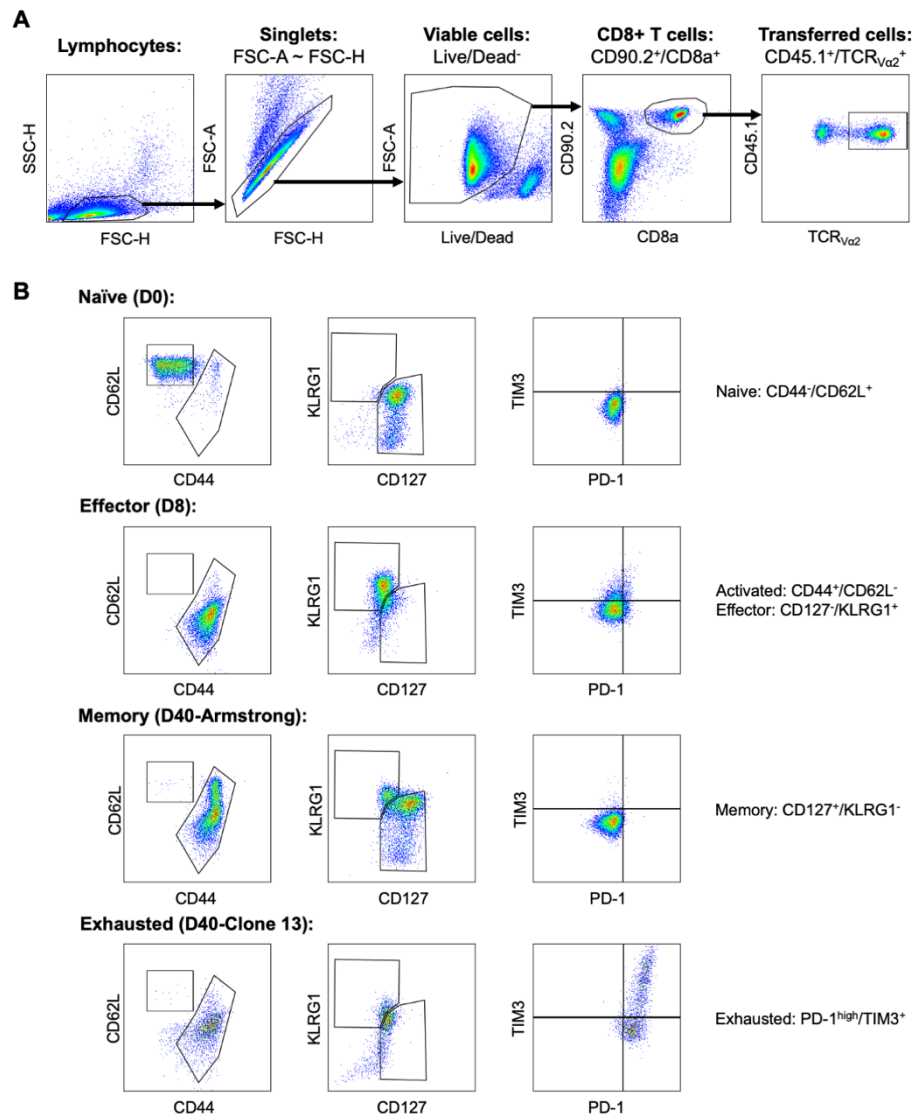 A
Lymphocytes:
Singlets:
FSC-A ~ FSC-H
Viable cells:
Live/Dead⁻
CD8+ T cells:
CD90.2⁺/CD8a⁺
Transferred cells:
CD45.1⁺/TCRVα2⁺
SSC-H
FSC-H
FSC-A
FSC-H
FSC-A
Live/Dead
CD90.2
CD8a
CD45.1
TCRVα2
B
Naïve (D0):
CD62L
CD44
KLRG1
CD127
TIM3
PD-1
Naive: CD44⁻/CD62L⁺
Effector (D8):
CD62L
CD44
KLRG1
CD127
TIM3
PD-1
Activated: CD44⁺/CD62L⁻
Effector: CD127⁻/KLRG1⁺
Memory (D40-Armstrong):
CD62L
CD44
KLRG1
CD127
TIM3
PD-1
Memory: CD127⁺/KLRG1⁻
Exhausted (D40-Clone 13):
CD62L
CD44
KLRG1
CD127
TIM3
PD-1
Exhausted: PD-1ʰⁱᵍʰ/TIM3⁺